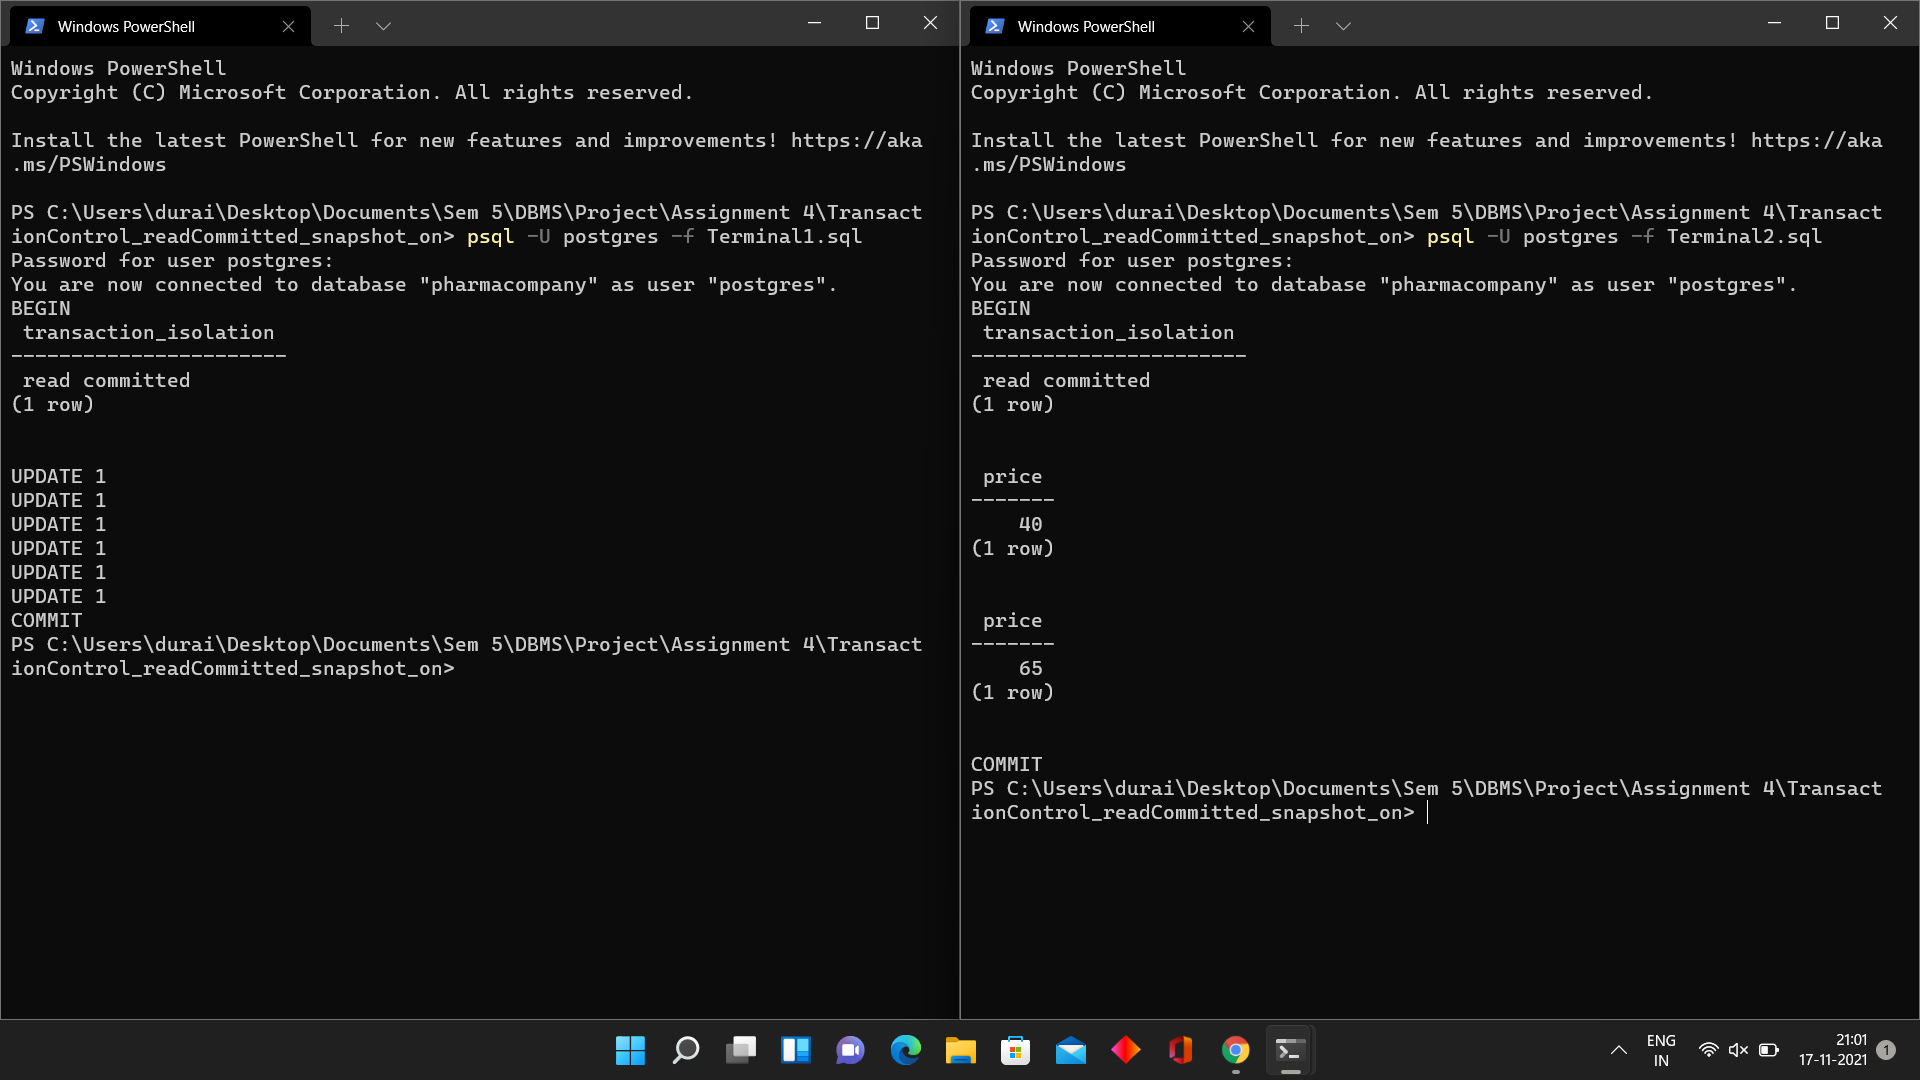 Windows PowerShell
Windows PowerShell
Copyright (C) Microsoft Corporation. All rights reserved.
Install the latest PowerShell for new features and improvements! https://aka
.ms/PSWindows
PS C:\Users\durai\Desktop\Documents\Sem 5\DBMS\Project\Assignment 4\Transact
ionControl_readCommitted_snapshot_on> psql -U postgres -f Terminal1.sql
Password for user postgres:
You are now connected to database "pharmacompany" as user "postgres".
BEGIN
transaction_isolation
-----------------------
read committed
(1 row)
UPDATE 1
UPDATE 1
UPDATE 1
UPDATE 1
UPDATE 1
UPDATE 1
COMMIT
PS C:\Users\durai\Desktop\Documents\Sem 5\DBMS\Project\Assignment 4\Transact
ionControl_readCommitted_snapshot_on>
Windows PowerShell
Windows PowerShell
Copyright (C) Microsoft Corporation. All rights reserved.
Install the latest PowerShell for new features and improvements! https://aka
.ms/PSWindows
PS C:\Users\durai\Desktop\Documents\Sem 5\DBMS\Project\Assignment 4\Transact
ionControl_readCommitted_snapshot_on> psql -U postgres -f Terminal2.sql
Password for user postgres:
You are now connected to database "pharmacompany" as user "postgres".
BEGIN
transaction_isolation
-----------------------
read committed
(1 row)
price
-------
40
(1 row)
price
-------
65
(1 row)
COMMIT
PS C:\Users\durai\Desktop\Documents\Sem 5\DBMS\Project\Assignment 4\Transact
ionControl_readCommitted_snapshot_on>
ENG
IN
21:01
17-11-2021
1